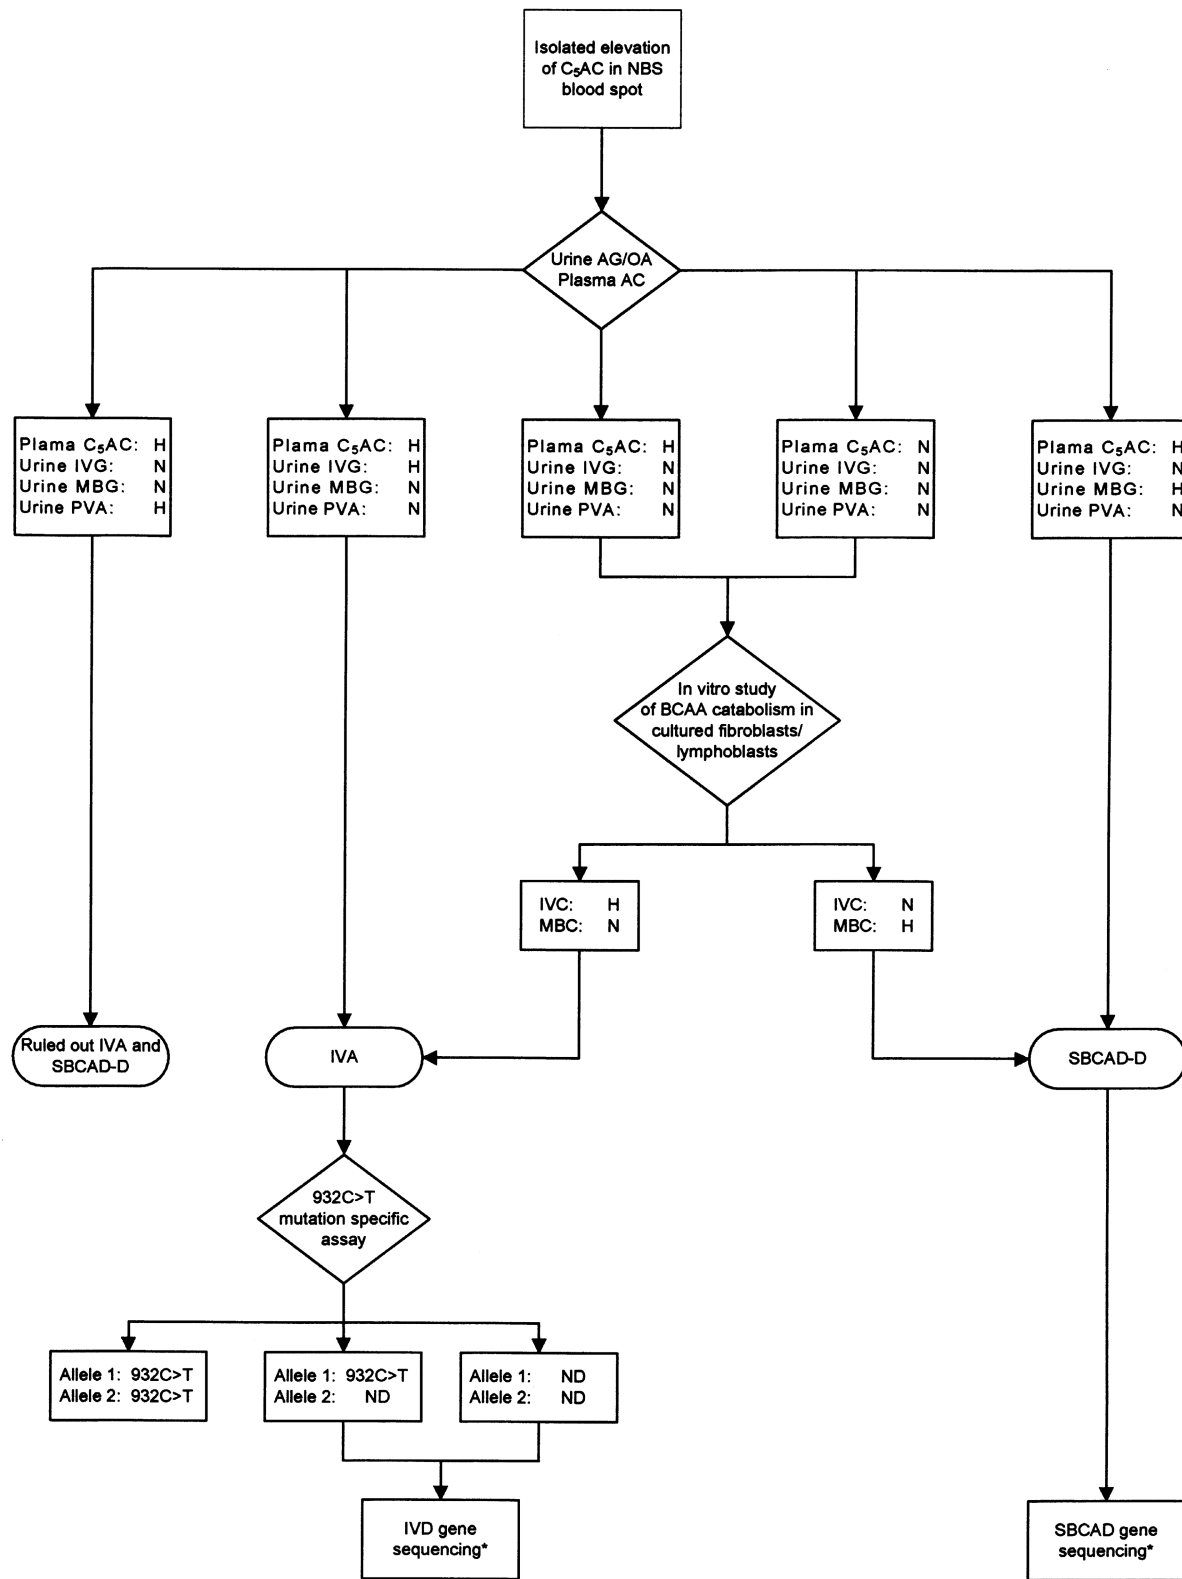 Isolated elevation
of C₅AC in NBS
blood spot
Urine AG/OA
Plasma AC
Plama C₅AC: H
Urine IVG: N
Urine MBG: N
Urine PVA: H
Plama C₅AC: H
Urine IVG: H
Urine MBG: N
Urine PVA: N
Plama C₅AC: H
Urine IVG: N
Urine MBG: N
Urine PVA: N
Plama C₅AC: N
Urine IVG: N
Urine MBG: N
Urine PVA: N
Plama C₅AC: H
Urine IVG: N
Urine MBG: H
Urine PVA: N
In vitro study
of BCAA catabolism in
cultured fibroblasts/
lymphoblasts
IVC: H
MBC: N
IVC: N
MBC: H
Ruled out IVA and
SBCAD-D
IVA
SBCAD-D
932C>T
mutation specific
assay
Allele 1: 932C>T
Allele 2: 932C>T
Allele 1: 932C>T
Allele 2: ND
Allele 1: ND
Allele 2: ND
IVD gene
sequencing*
SBCAD gene
sequencing*